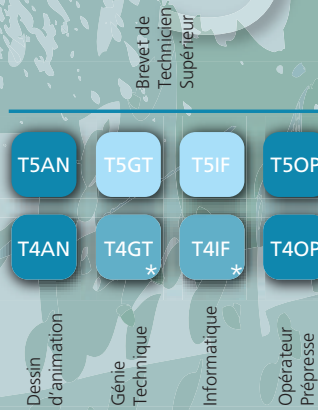 Brevet de
Technicien
Supérieur
T5AN T5GT T5IF T5OP
T4AN T4GT * T4IF * T4OP
Dessin
d'animation
Génie
Technique
Informatique
Opérateur
Prépresse